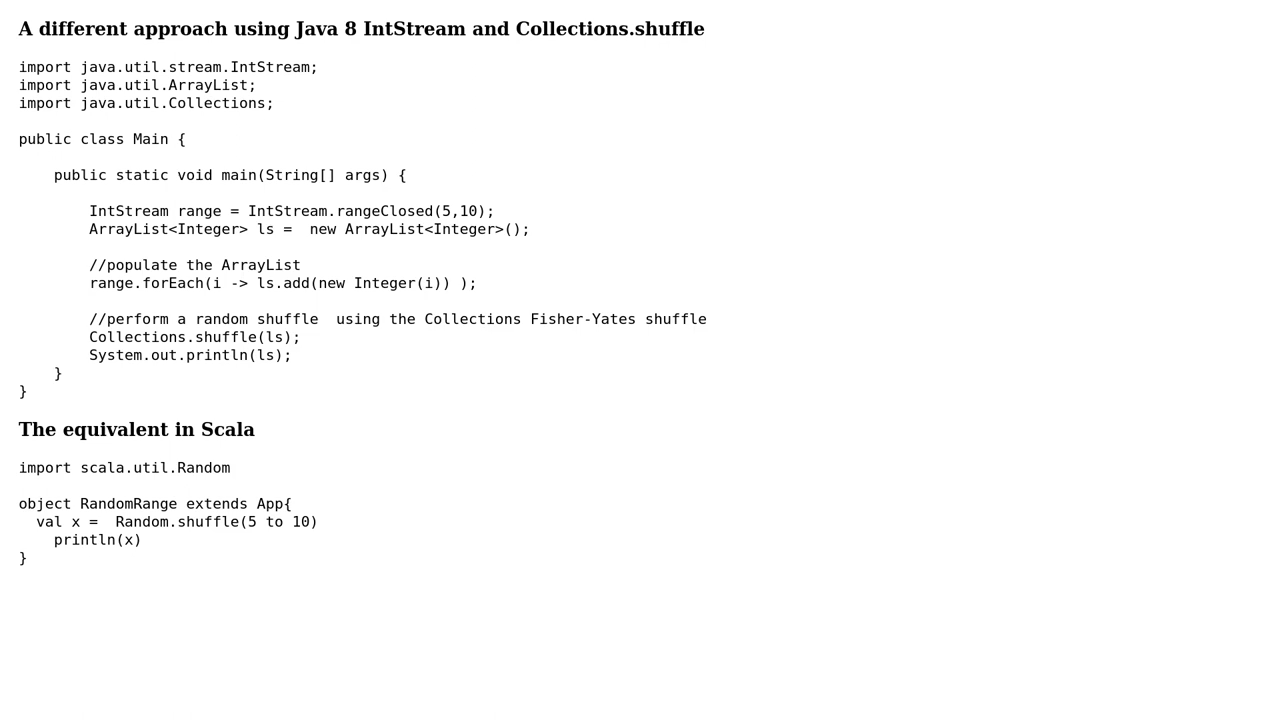 A different approach using Java 8 IntStream and Collections.shuffle
import java.util.stream.IntStream;
import java.util.ArrayList;
import java.util.Collections;

public class Main {

    public static void main(String[] args) {

        IntStream range = IntStream.rangeClosed(5,10);
        ArrayList<Integer> ls =  new ArrayList<Integer>();

        //populate the ArrayList
        range.forEach(i -> ls.add(new Integer(i)) );

        //perform a random shuffle  using the Collections Fisher-Yates shuffle
        Collections.shuffle(ls);
        System.out.println(ls);
    }
}
The equivalent in Scala
import scala.util.Random

object RandomRange extends App{
  val x =  Random.shuffle(5 to 10)
    println(x)
}